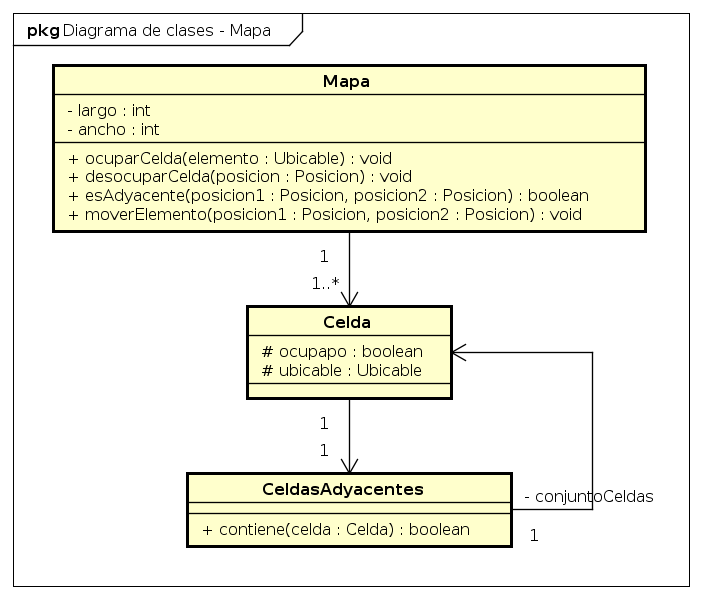 pkg Diagrama de clases - Mapa
Mapa
- largo : int
- ancho : int
+ ocuparCelda(elemento : Ubicable) : void
+ desocuparCelda(posicion : Posicion) : void
+ esAdyacente(posicion1 : Posicion, posicion2 : Posicion) : boolean
+ moverElemento(posicion1 : Posicion, posicion2 : Posicion) : void
1
1..*
Celda
# ocupapo : boolean
# ubicable : Ubicable
1
1
CeldasAdyacentes
+ contiene(celda : Celda) : boolean
- conjuntoCeldas
1